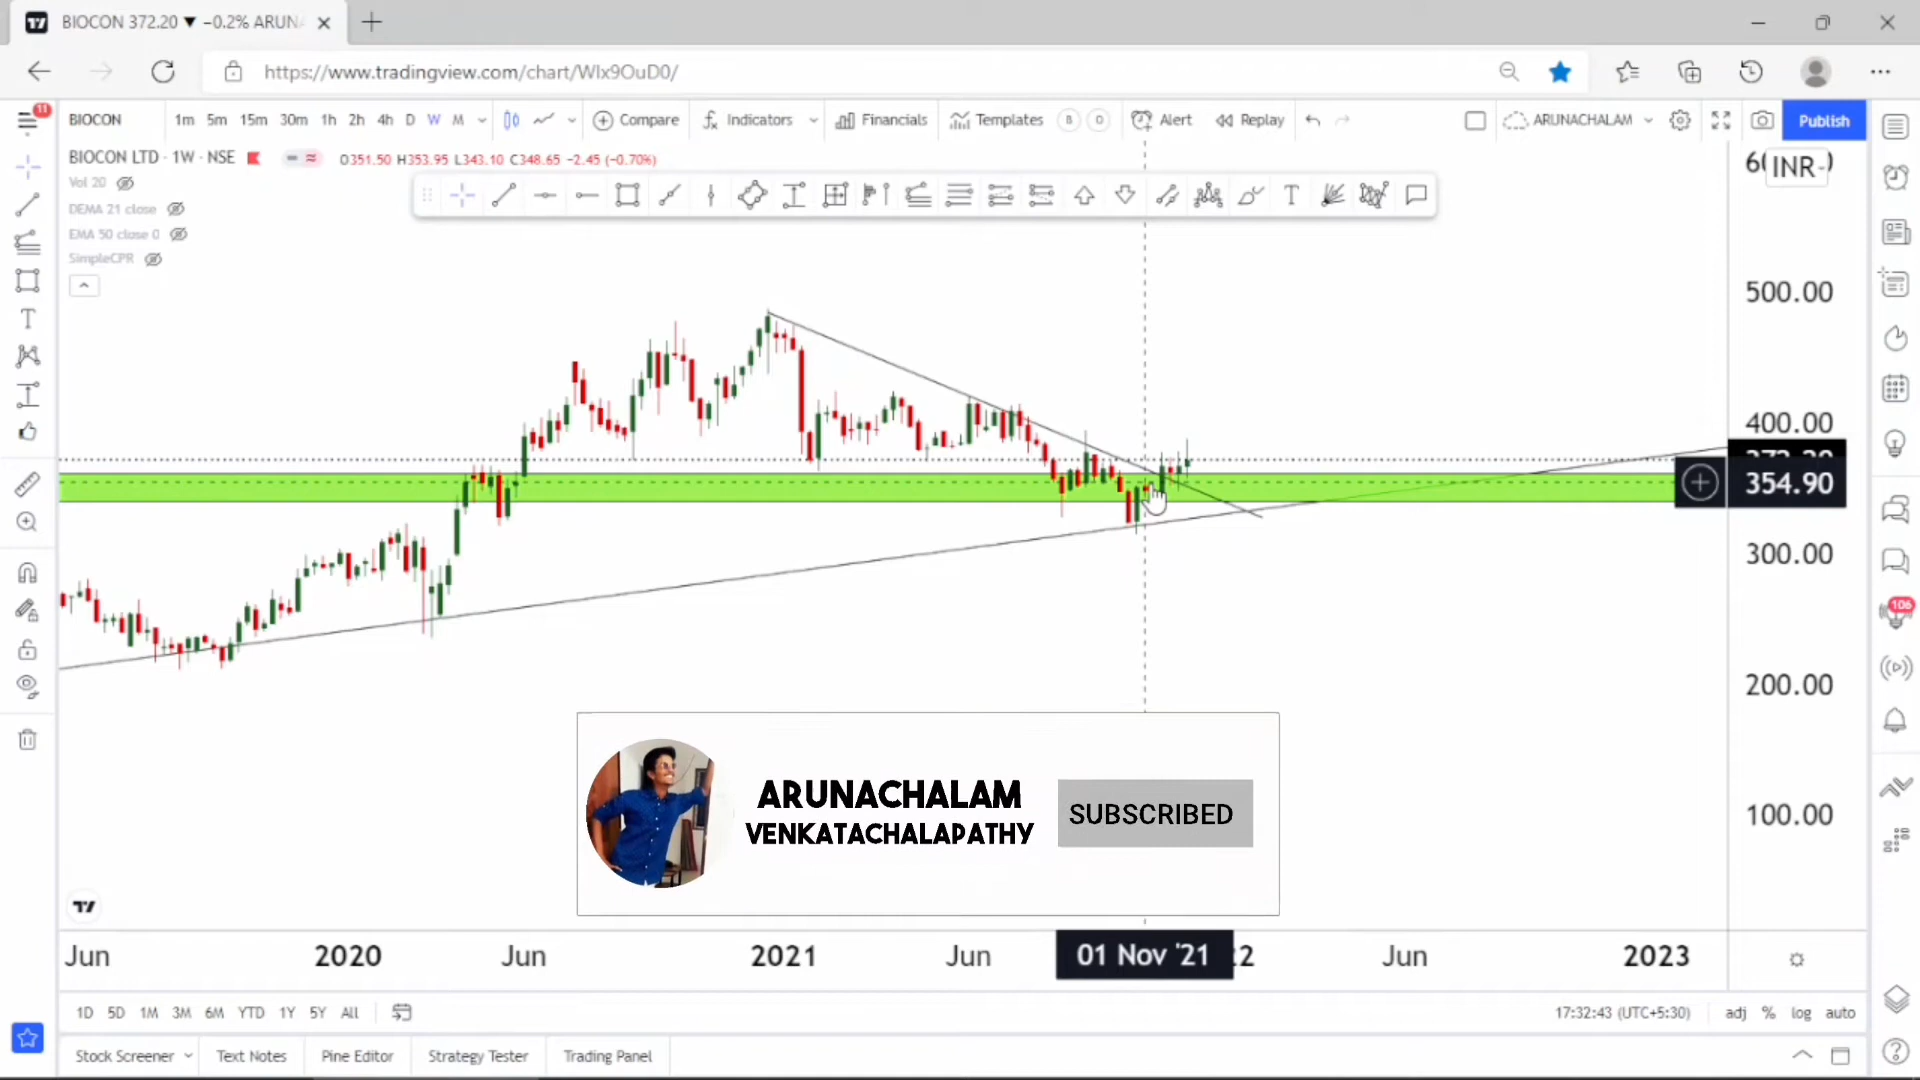 BIOCON 372.20 ▼ −0.2% ARUNA
https://www.tradingview.com/chart/WIx9OuD0/
11
BIOCON 1m 5m 15m 30m 1h 2h 4h D W M Compare Indicators Financials Templates B D Alert Replay ARUNACHALAM Publish
BIOCON LTD · 1W · NSE O351.50 H353.95 L343.10 C348.65 −2.45 (−0.70%)
INR
Vol 20
DEMA 21 close
EMA 50 close 0
SimpleCPR
500.00
400.00
354.90
300.00
200.00
100.00
106
ARUNACHALAM
VENKATACHALAPATHY
SUBSCRIBED
Jun 2020 Jun 2021 Jun 01 Nov '21 Jun 2023
1D 5D 1M 3M 6M YTD 1Y 5Y All 17:32:43 (UTC+5:30) adj % log auto
Stock Screener Text Notes Pine Editor Strategy Tester Trading Panel